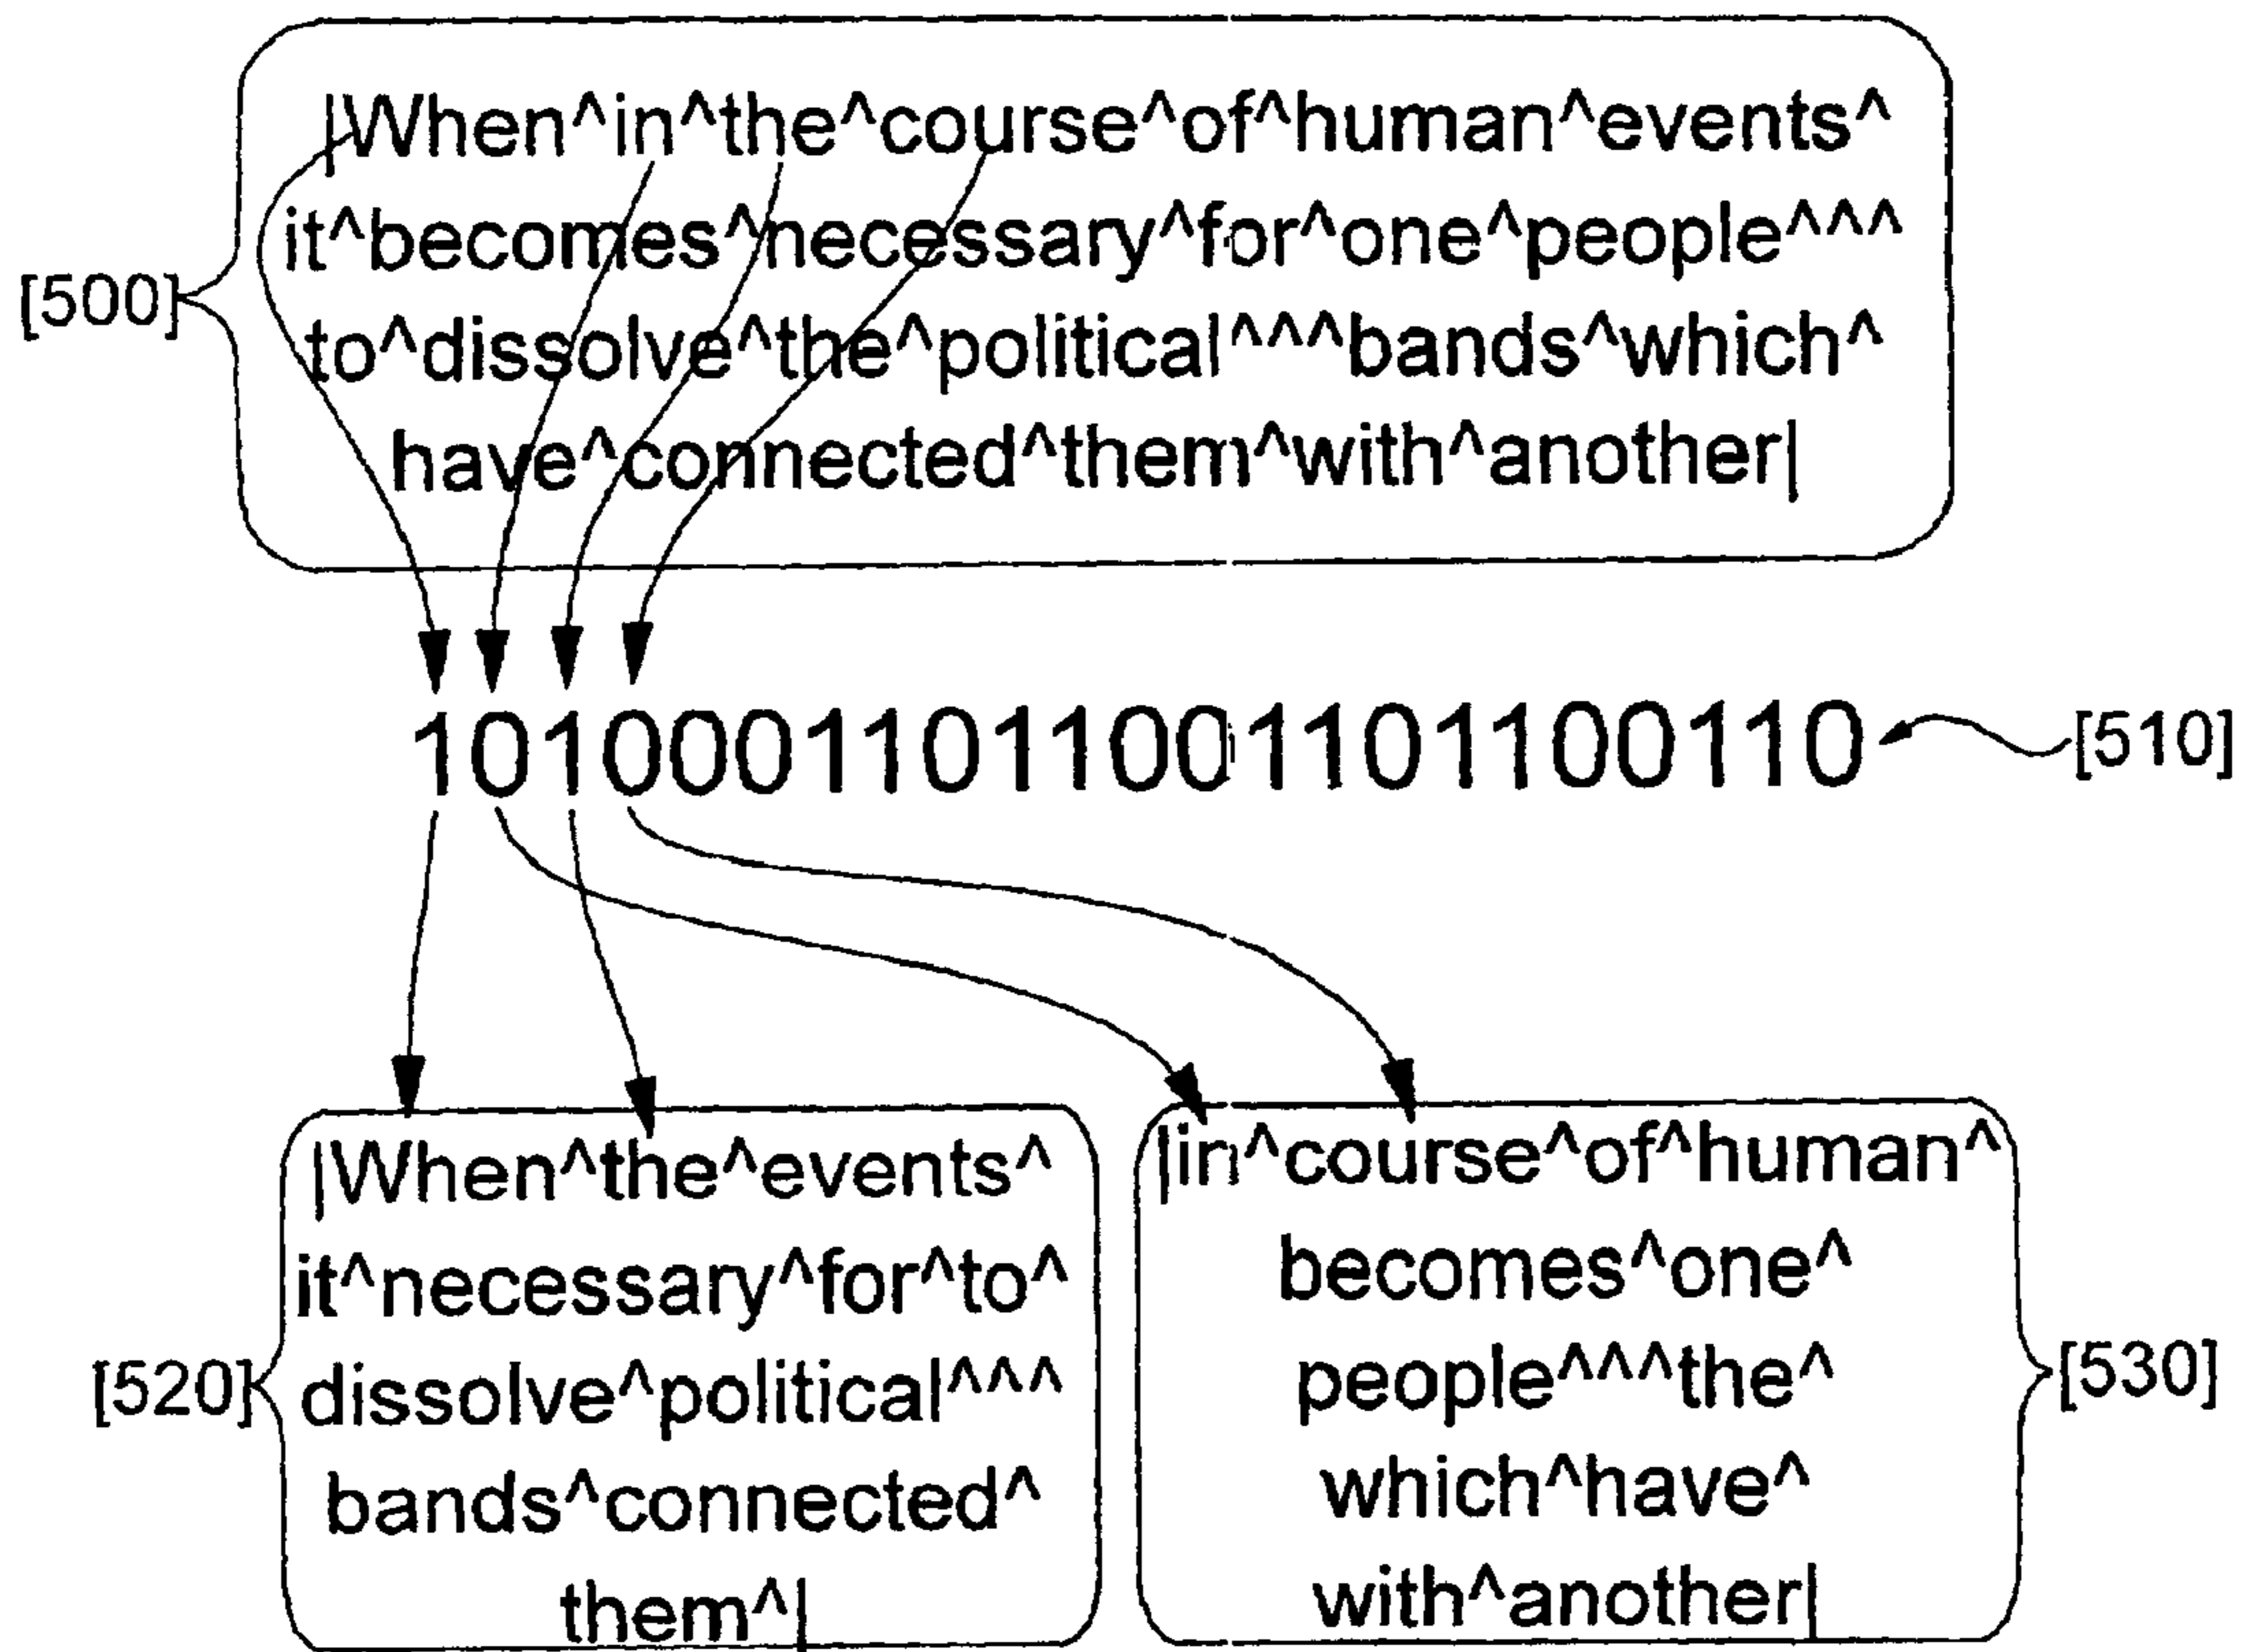 |When^in^the^course^of^human^events^
it^becomes^necessary^for^one^people^^^
[500]
to^dissolve^the^political^^^bands^which^
have^connected^them^with^another|
10100011011001101100110
[510]
|When^the^events^
it^necessary^for^to^
[520]
dissolve^political^^^
bands^connected^
them^|
|in^course^of^human^
becomes^one^
people^^^the^
[530]
which^have^
with^another|